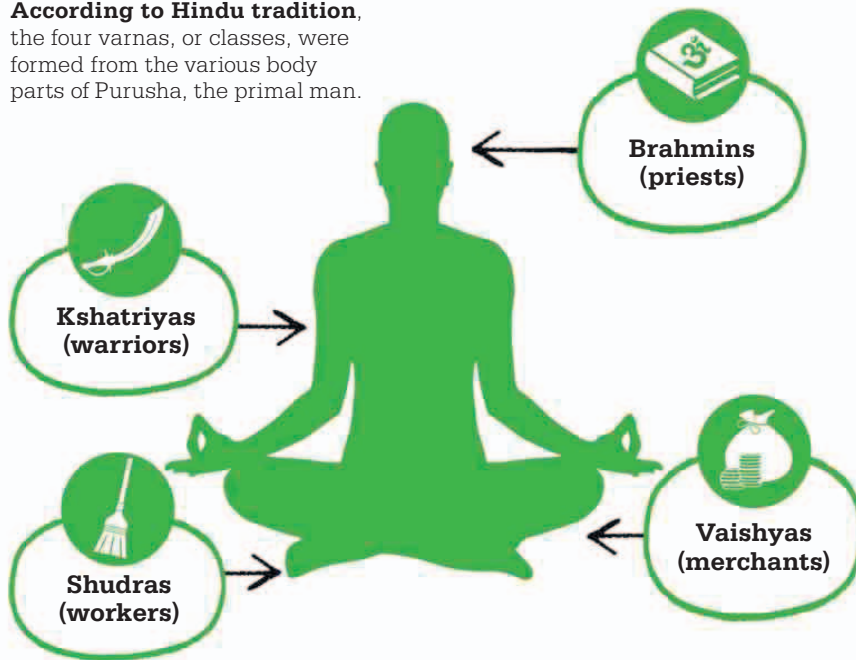 According to Hindu tradition,
the four varnas, or classes, were
formed from the various body
parts of Purusha, the primal man.
ॐ
Brahmins
(priests)
Kshatriyas
(warriors)
Vaishyas
(merchants)
Shudras
(workers)